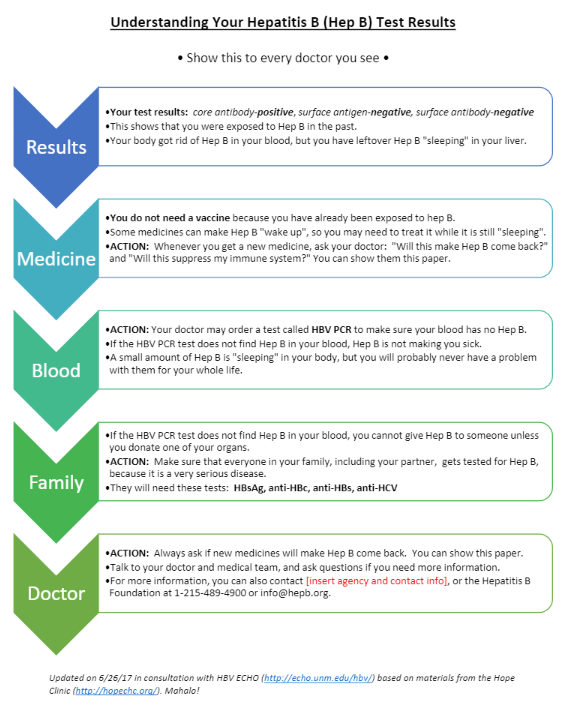 Understanding Your Hepatitis B (Hep B) Test Results
• Show this to every doctor you see •
Results
•Your test results: core antibody-positive, surface antigen-negative, surface antibody-negative
•This shows that you were exposed to Hep B in the past.
•Your body got rid of Hep B in your blood, but you have leftover Hep B "sleeping" in your liver.
Medicine
•You do not need a vaccine because you have already been exposed to hep B.
•Some medicines can make Hep B "wake up", so you may need to treat it while it is still "sleeping".
•ACTION: Whenever you get a new medicine, ask your doctor: "Will this make Hep B come back?"
and "Will this suppress my immune system?" You can show them this paper.
Blood
•ACTION: Your doctor may order a test called HBV PCR to make sure your blood has no Hep B.
•If the HBV PCR test does not find Hep B in your blood, Hep B is not making you sick.
•A small amount of Hep B is "sleeping" in your body, but you will probably never have a problem
with them for your whole life.
Family
•If the HBV PCR test does not find Hep B in your blood, you cannot give Hep B to someone unless
you donate one of your organs.
•ACTION: Make sure that everyone in your family, including your partner, gets tested for Hep B,
because it is a very serious disease.
•They will need these tests: HBsAg, anti-HBc, anti-HBs, anti-HCV
Doctor
•ACTION: Always ask if new medicines will make Hep B come back. You can show this paper.
•Talk to your doctor and medical team, and ask questions if you need more information.
•For more information, you can also contact [insert agency and contact info], or the Hepatitis B
Foundation at 1-215-489-4900 or info@hepb.org.
Updated on 6/26/17 in consultation with HBV ECHO (http://echo.unm.edu/hbv/) based on materials from the Hope
Clinic (http://hopechc.org/). Mahalo!